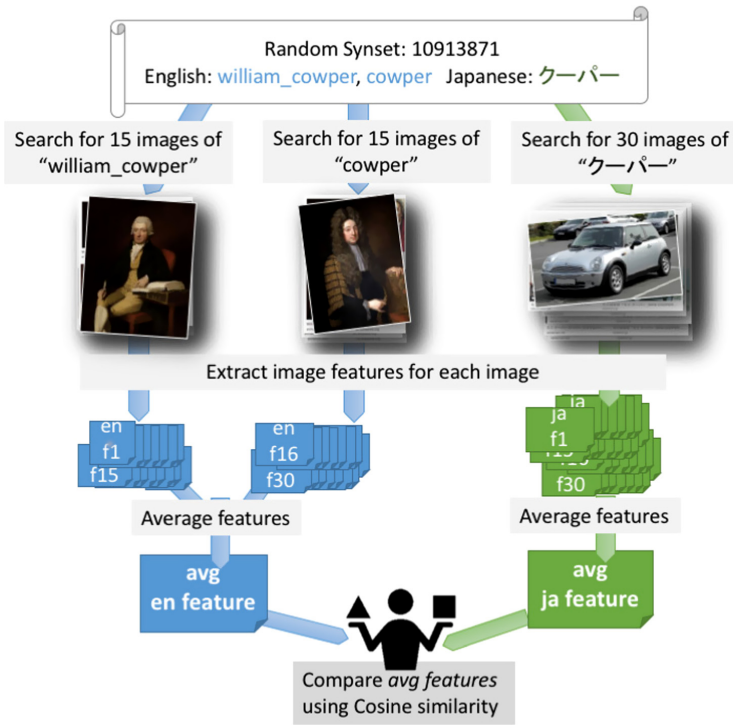 Random Synset: 10913871
English: william_cowper, cowper Japanese: クーパー
Search for 15 images of
“william_cowper”
Search for 15 images of
“cowper”
Search for 30 images of
“クーパー”
Extract image features for each image
en
f1
f15
en
f16
f30
ja
ja
f1
f15
f16
f30
Average features
Average features
avg
en feature
avg
ja feature
Compare avg features
using Cosine similarity